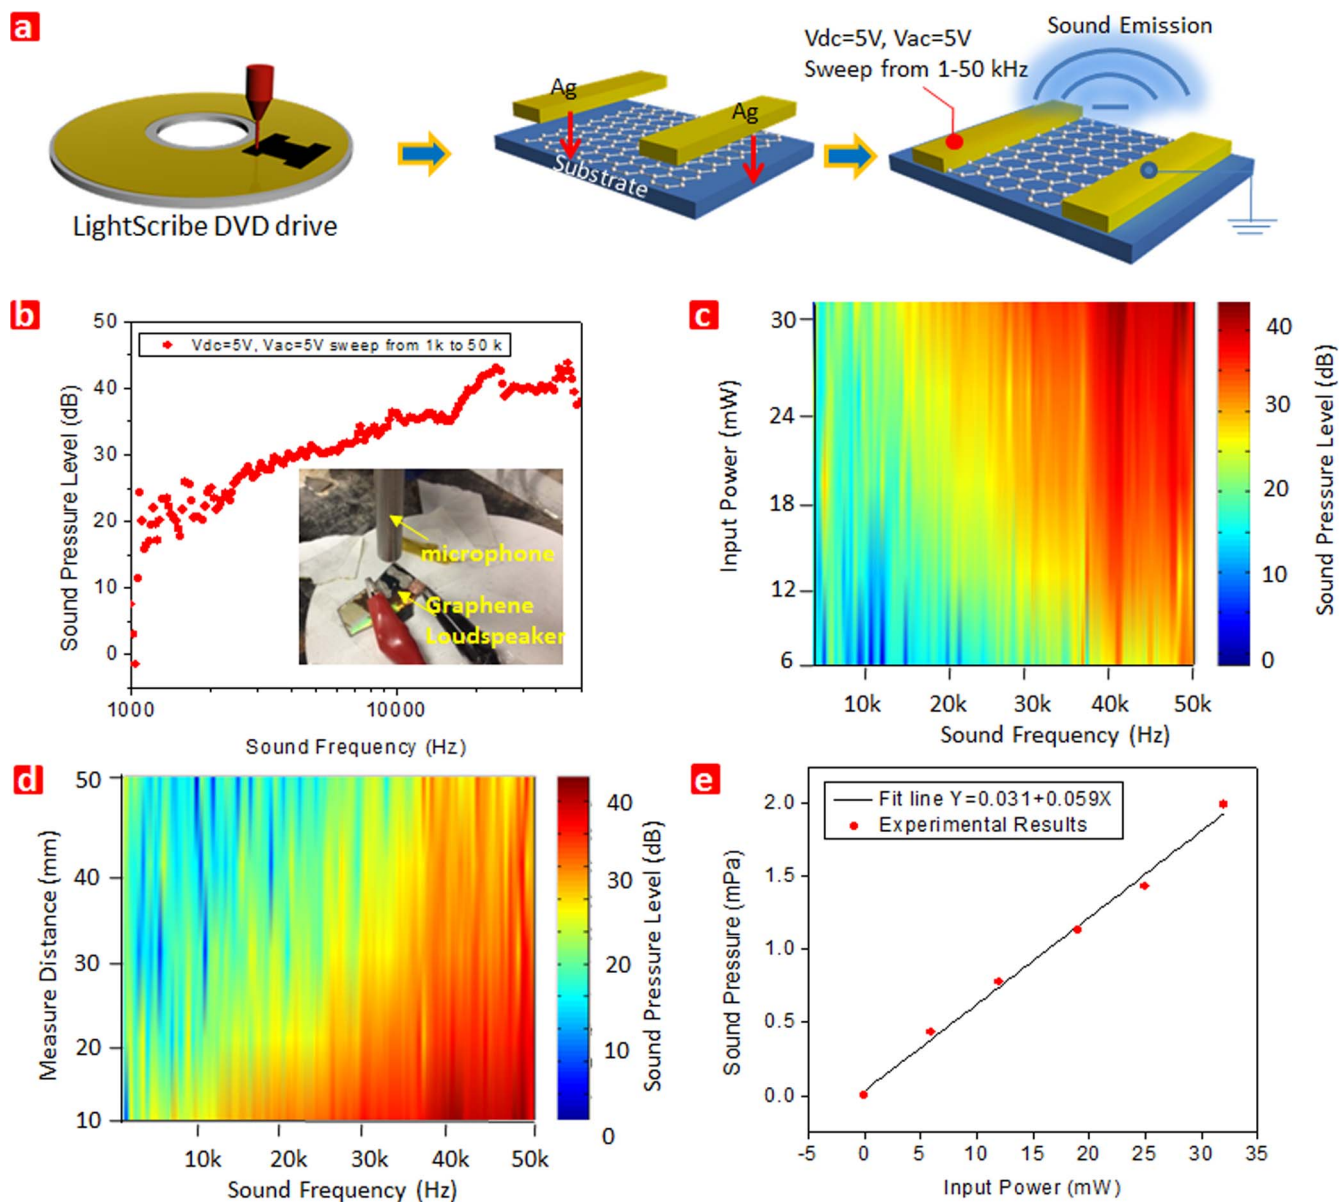 a
LightScribe DVD drive
Ag
Ag
Substrate
Vdc=5V, Vac=5V
Sweep from 1-50 kHz
Sound Emission
b
50
40
30
20
10
0
Sound Pressure Level (dB)
Vdc=5V, Vac=5V sweep from 1k to 50 k
microphone
Graphene
Loudspeaker
1000
10000
Sound Frequency (Hz)
c
30
24
18
12
6
Input Power (mW)
10k
20k
30k
40k
50k
Sound Frequency (Hz)
40
30
20
10
0
Sound Pressure Level (dB)
d
50
40
30
20
10
Measure Distance (mm)
10k
20k
30k
40k
50k
Sound Frequency (Hz)
40
30
20
10
0
Sound Pressure Level (dB)
e
2.0
1.5
1.0
0.5
0.0
Sound Pressure (mPa)
Fit line Y=0.031+0.059X
Experimental Results
-5
0
5
10
15
20
25
30
35
Input Power (mW)